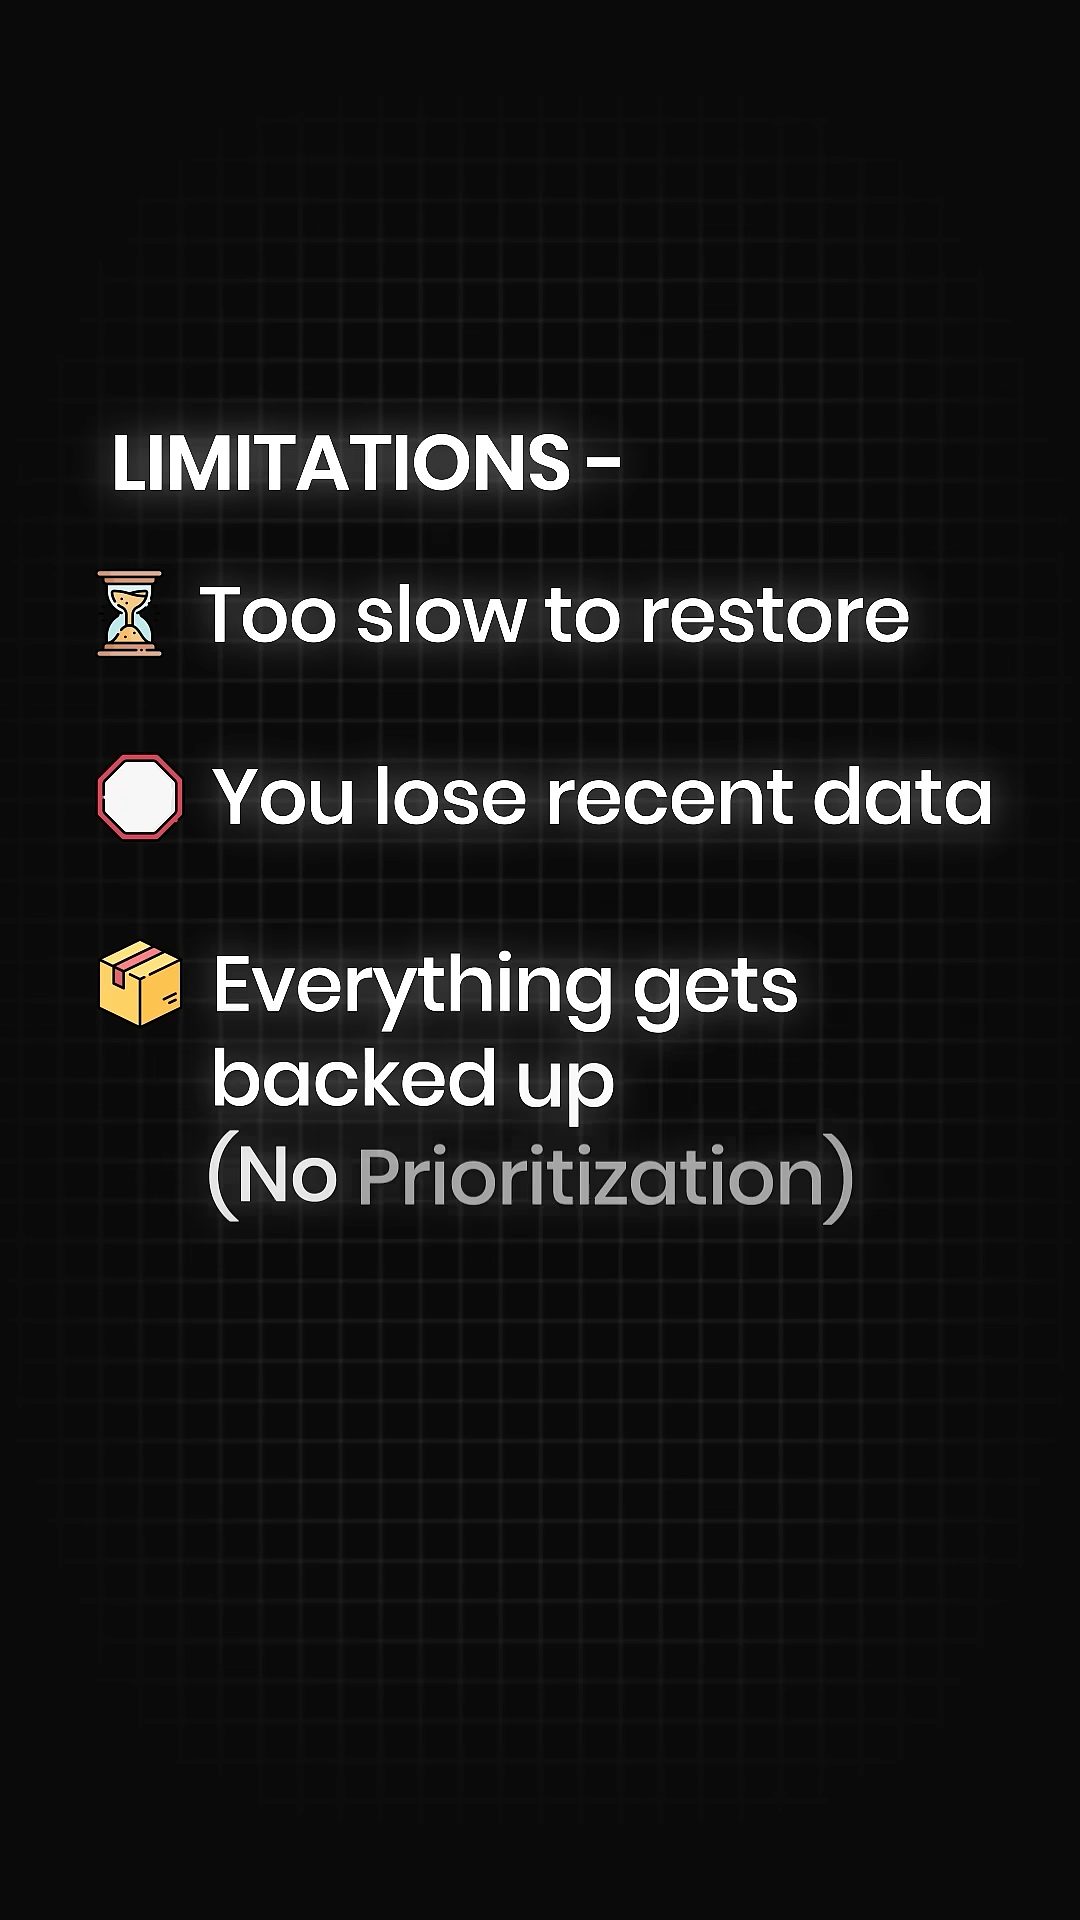 LIMITATIONS -
Too slow to restore
You lose recent data
Everything gets
backed up
(No Prioritization)